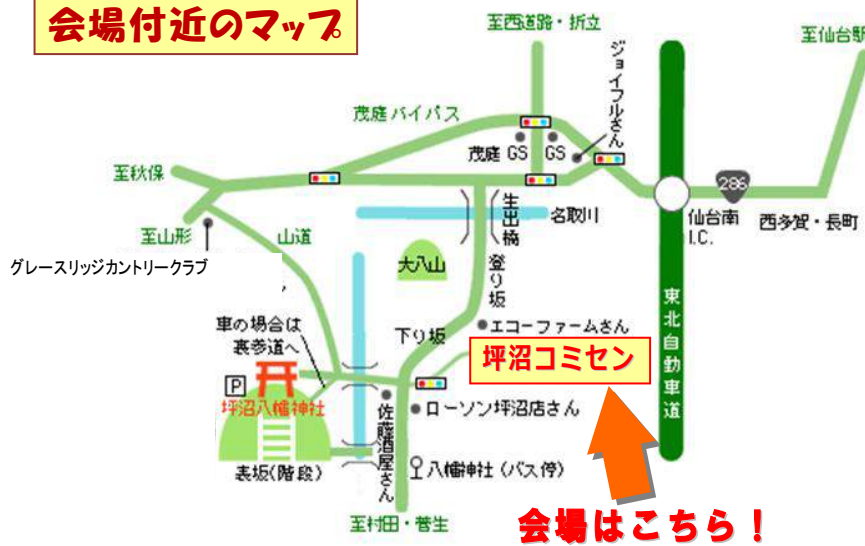 会場付近のマップ
至西道路・折立
至仙台駅
ジョイフルさん
茂庭バイパス
茂庭 GS GS
至秋保
286
仙台南
I.C.
西多賀・長町
生出橋
名取川
至山形
山道
グレースリッジカントリークラブ
大八山
登り坂
東北自動車道
車の場合は
裏参道へ
下り坂
エコーファームさん
坪沼コミセン
P
坪沼八幡神社
佐藤酒屋さん
ローソン坪沼店さん
表坂(階段)
八幡神社(バス停)
至村田・菅生
会場はこちら!